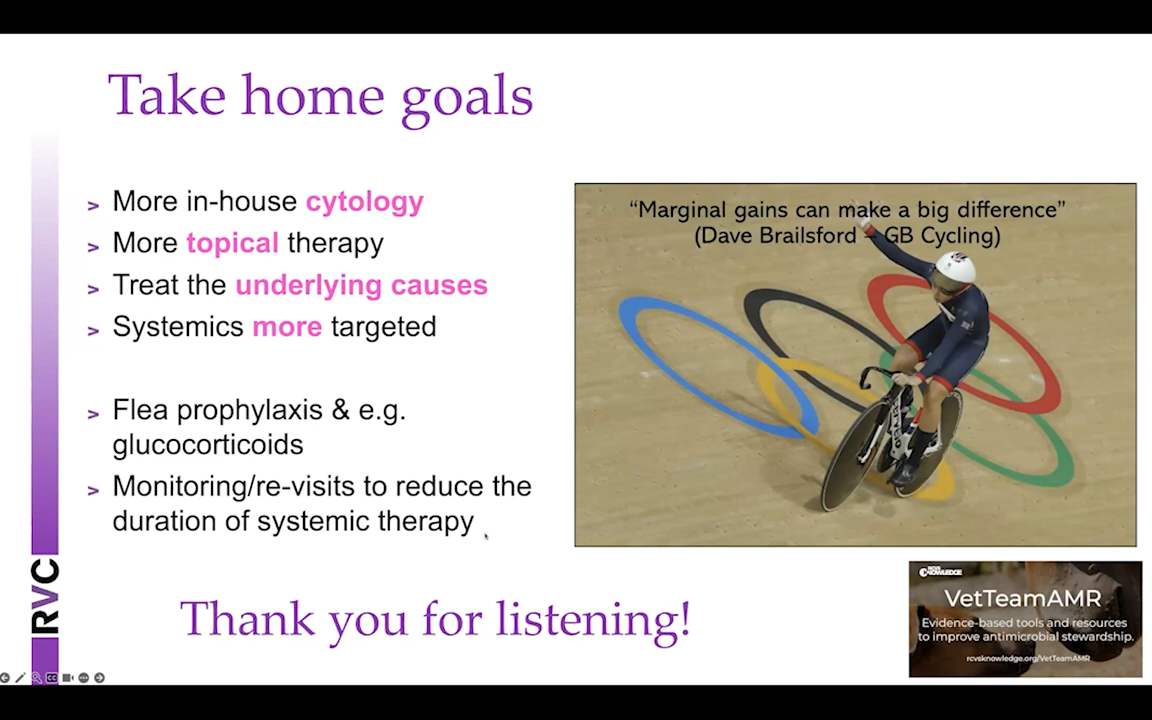 Take home goals
> More in-house cytology
> More topical therapy
> Treat the underlying causes
> Systemics more targeted
> Flea prophylaxis & e.g.
glucocorticoids
> Monitoring/re-visits to reduce the
duration of systemic therapy
“Marginal gains can make a big difference”
(Dave Brailsford – GB Cycling)
Thank you for listening!
RVC
RCVS
KNOWLEDGE
VetTeamAMR
Evidence-based tools and resources
to improve antimicrobial stewardship.
rcvsknowledge.org/VetTeamAMR